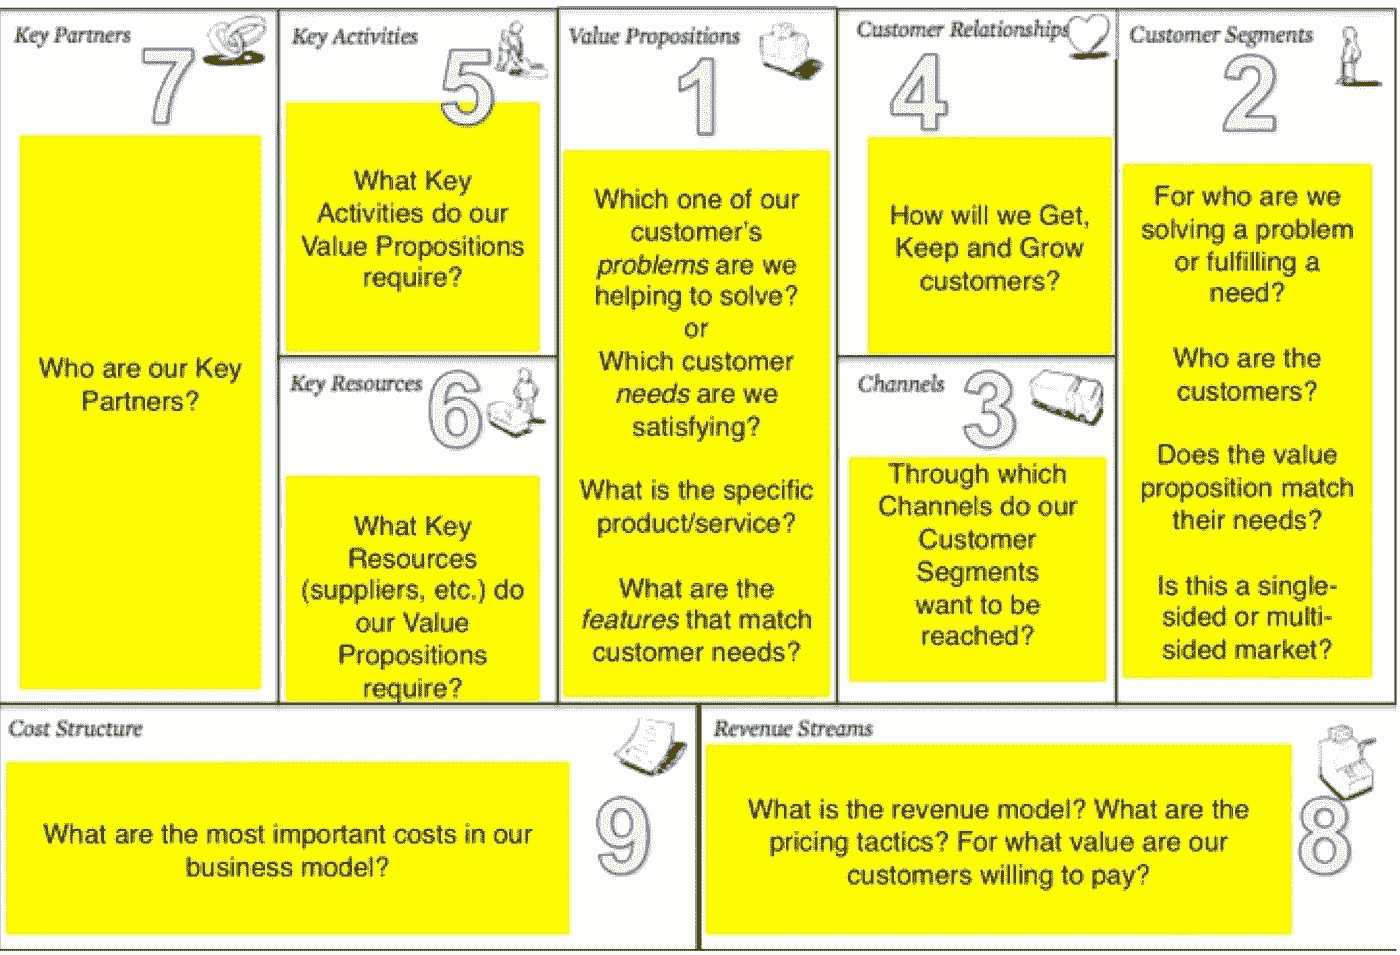 Key Partners
7
Who are our Key
Partners?
Key Activities
5
What Key
Activities do our
Value Propositions
require?
Key Resources
6
What Key
Resources
(suppliers, etc.) do
our Value
Propositions
require?
Value Propositions
1
Which one of our
customer's
problems are we
helping to solve?
or
Which customer
needs are we
satisfying?
What is the specific
product/service?
What are the
features that match
customer needs?
Customer Relationships
4
How will we Get,
Keep and Grow
customers?
Channels
3
Through which
Channels do our
Customer
Segments
want to be
reached?
Customer Segments
2
For who are we
solving a problem
or fulfilling a
need?
Who are the
customers?
Does the value
proposition match
their needs?
Is this a single-
sided or multi-
sided market?
Cost Structure
9
What are the most important costs in our
business model?
Revenue Streams
8
What is the revenue model? What are the
pricing tactics? For what value are our
customers willing to pay?